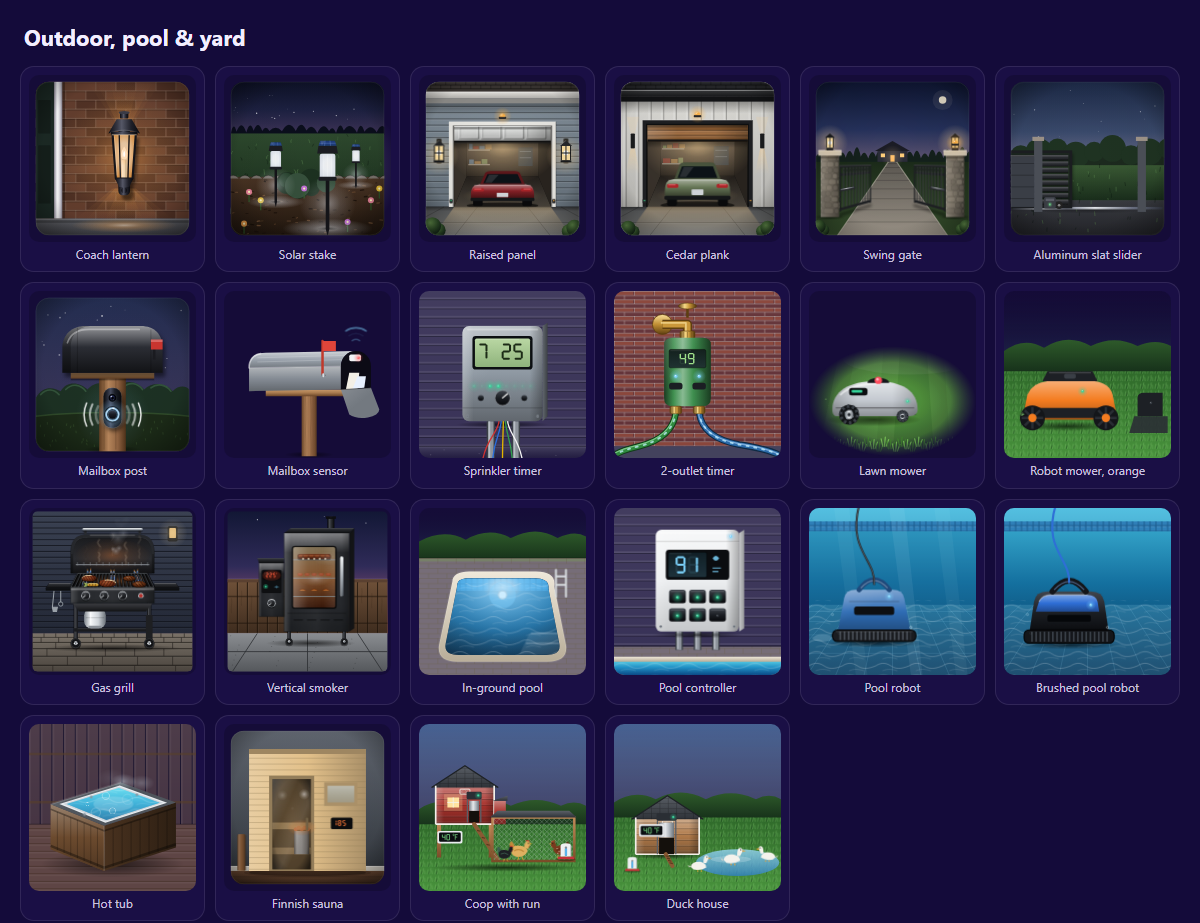 Outdoor, pool & yard
Coach lantern
Solar stake
Raised panel
Cedar plank
Swing gate
Aluminum slat slider
7 25
49
Mailbox post
Mailbox sensor
Sprinkler timer
2-outlet timer
Lawn mower
Robot mower, orange
225
91
Gas grill
Vertical smoker
In-ground pool
Pool controller
Pool robot
Brushed pool robot
185
40 °F
40 °F
Hot tub
Finnish sauna
Coop with run
Duck house